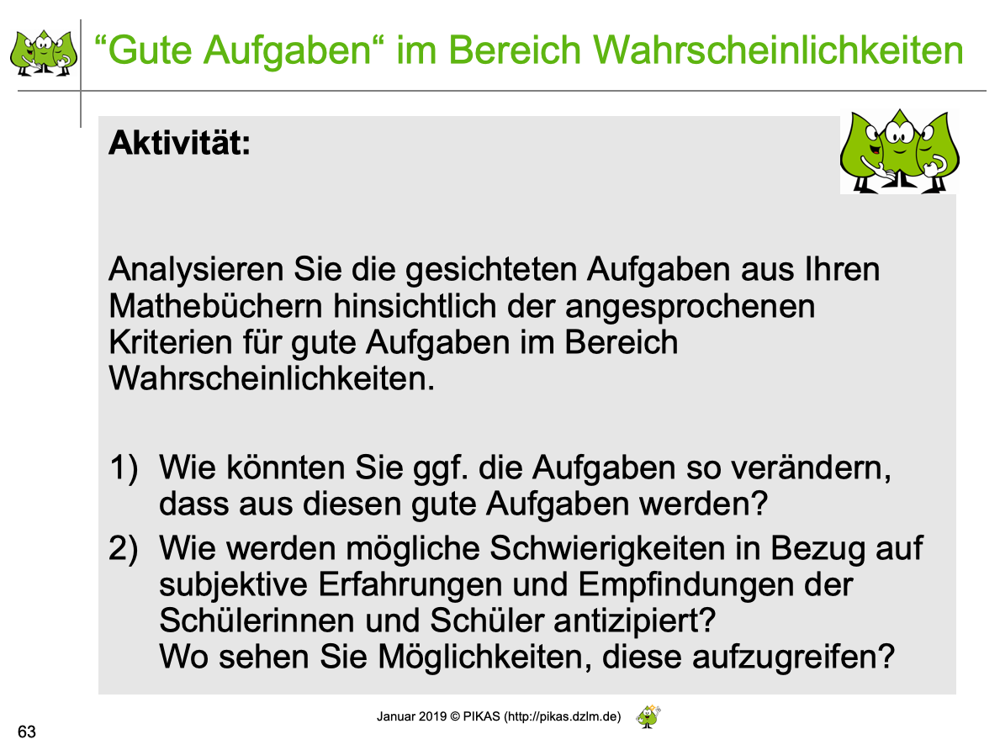 “Gute Aufgaben“ im Bereich Wahrscheinlichkeiten
Aktivität:
Analysieren Sie die gesichteten Aufgaben aus Ihren
Mathebüchern hinsichtlich der angesprochenen
Kriterien für gute Aufgaben im Bereich
Wahrscheinlichkeiten.
1) Wie könnten Sie ggf. die Aufgaben so verändern,
dass aus diesen gute Aufgaben werden?
2) Wie werden mögliche Schwierigkeiten in Bezug auf
subjektive Erfahrungen und Empfindungen der
Schülerinnen und Schüler antizipiert?
Wo sehen Sie Möglichkeiten, diese aufzugreifen?
Januar 2019 © PIKAS (http://pikas.dzlm.de)
63